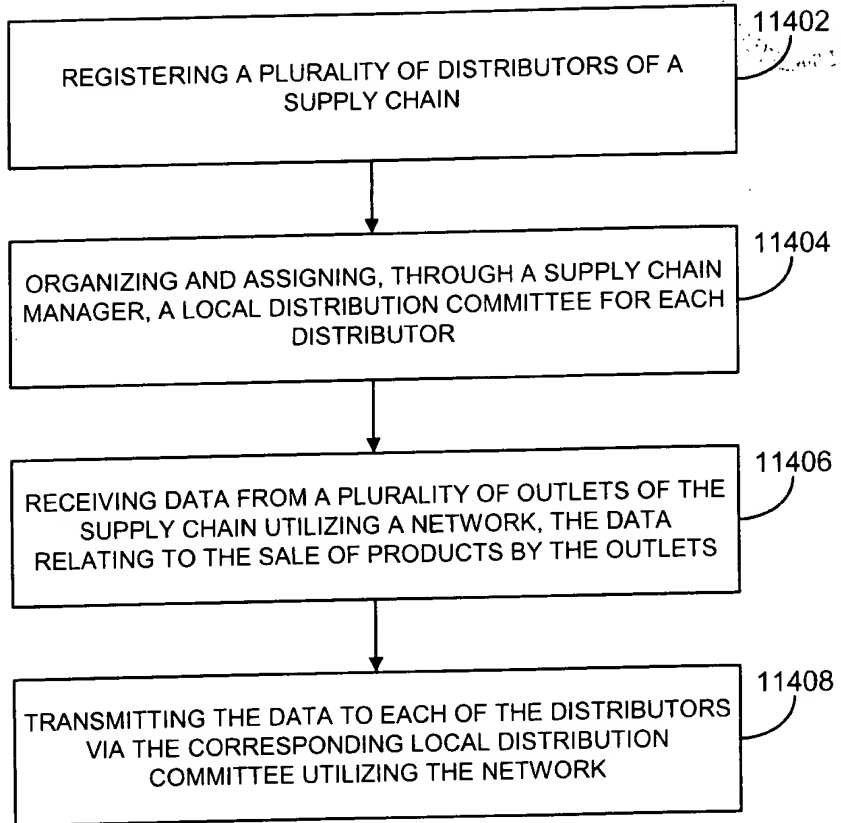 11402
REGISTERING A PLURALITY OF DISTRIBUTORS OF A
SUPPLY CHAIN
11404
ORGANIZING AND ASSIGNING, THROUGH A SUPPLY CHAIN
MANAGER, A LOCAL DISTRIBUTION COMMITTEE FOR EACH
DISTRIBUTOR
11406
RECEIVING DATA FROM A PLURALITY OF OUTLETS OF THE
SUPPLY CHAIN UTILIZING A NETWORK, THE DATA
RELATING TO THE SALE OF PRODUCTS BY THE OUTLETS
11408
TRANSMITTING THE DATA TO EACH OF THE DISTRIBUTORS
VIA THE CORRESPONDING LOCAL DISTRIBUTION
COMMITTEE UTILIZING THE NETWORK